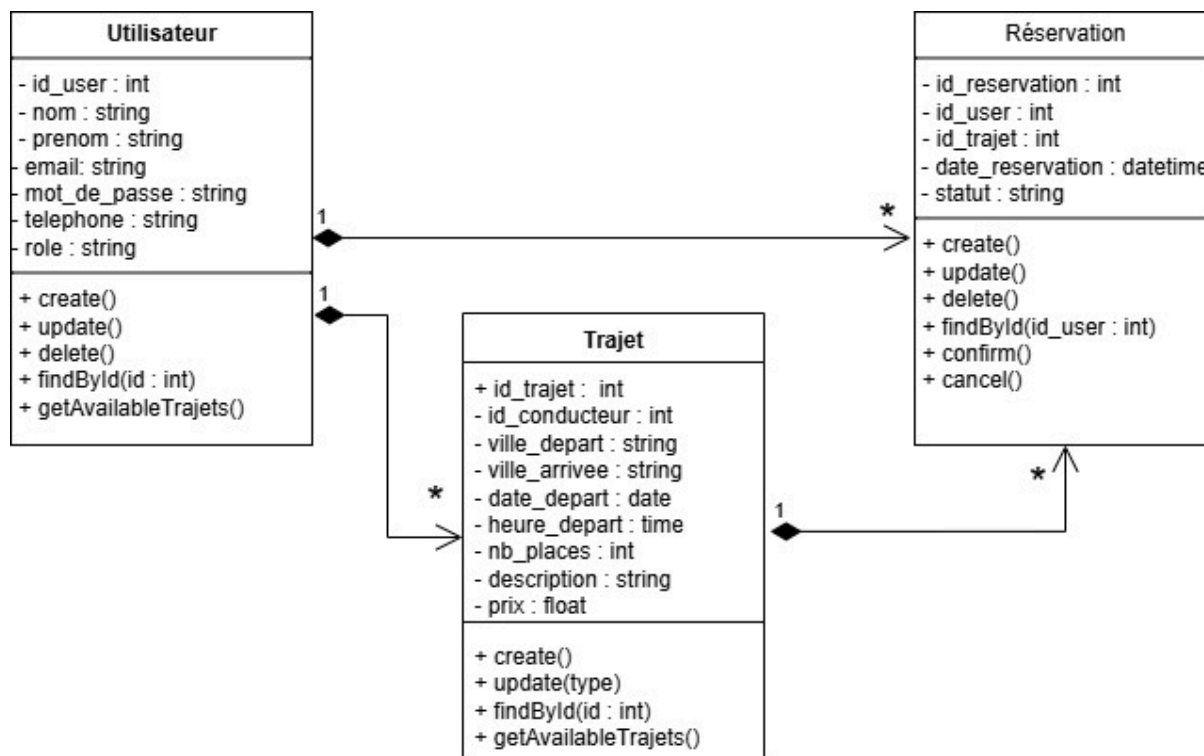 Utilisateur
- id_user : int
- nom : string
- prenom : string
- email: string
- mot_de_passe : string
- telephone : string
- role : string
+ create()
+ update()
+ delete()
+ findById(id : int)
+ getAvailableTrajets()
1
*
1
*
Réservation
- id_reservation : int
- id_user : int
- id_trajet : int
- date_reservation : datetime
- statut : string
+ create()
+ update()
+ delete()
+ findById(id_user : int)
+ confirm()
+ cancel()
Trajet
+ id_trajet : int
- id_conducteur : int
- ville_depart : string
- ville_arrivee : string
- date_depart : date
- heure_depart : time
- nb_places : int
- description : string
- prix : float
+ create()
+ update(type)
+ findById(id : int)
+ getAvailableTrajets()
1
*